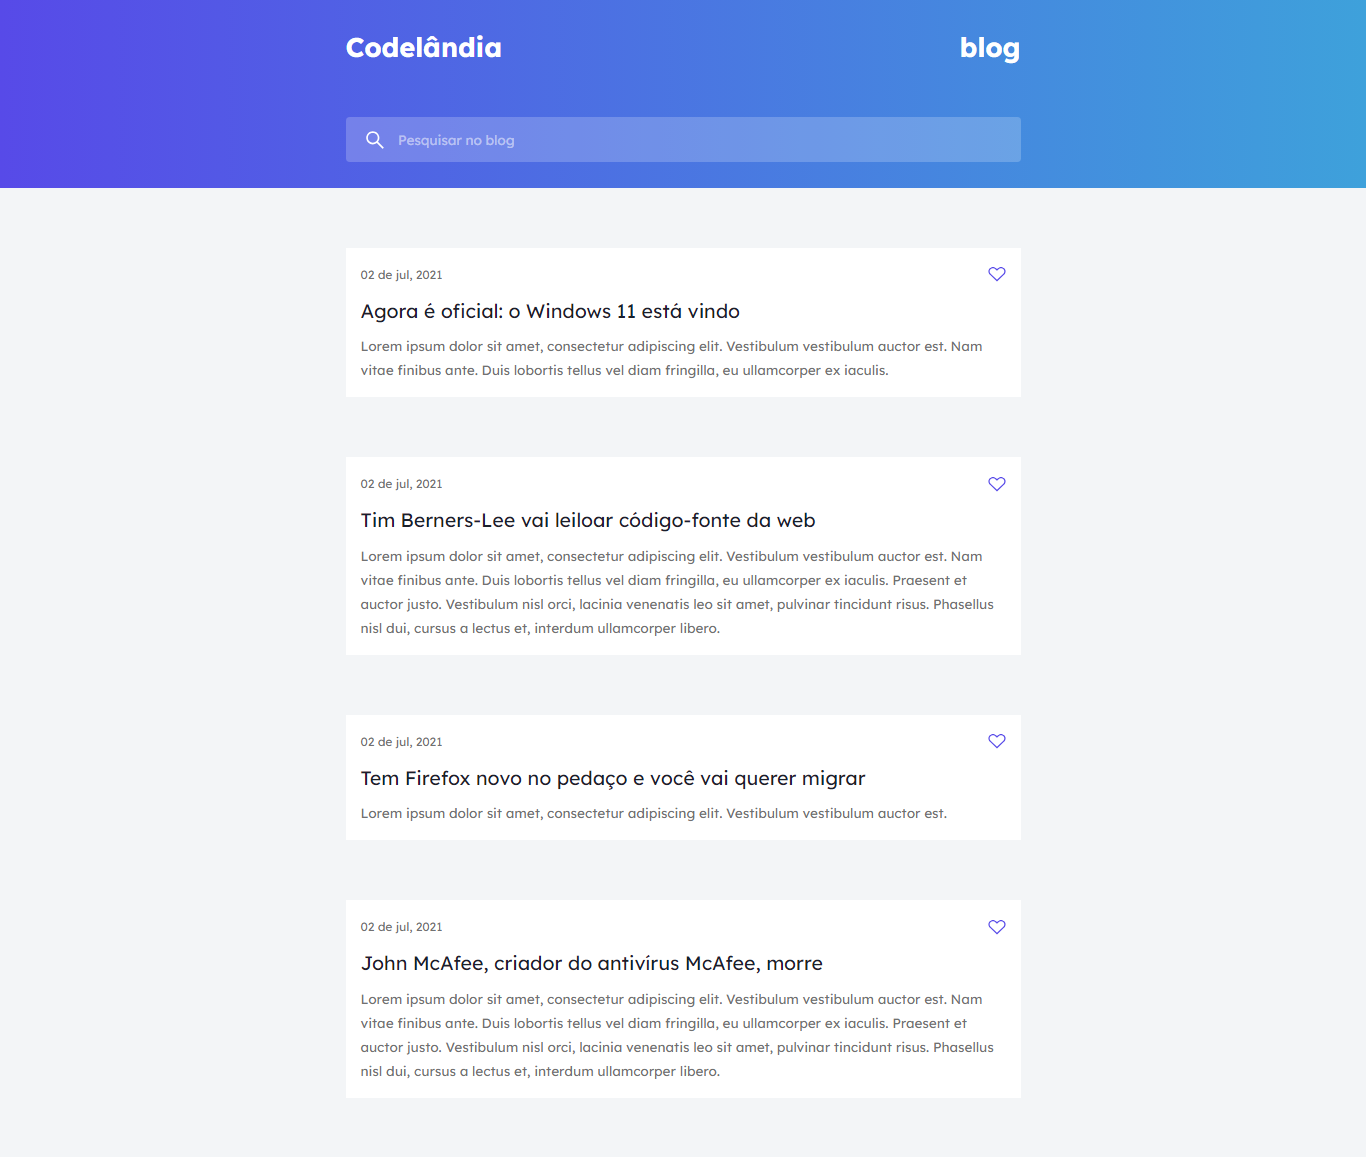 Codelândia
blog
Pesquisar no blog
02 de jul, 2021
Agora é oficial: o Windows 11 está vindo
Lorem ipsum dolor sit amet, consectetur adipiscing elit. Vestibulum vestibulum auctor est. Nam
vitae finibus ante. Duis lobortis tellus vel diam fringilla, eu ullamcorper ex iaculis.
02 de jul, 2021
Tim Berners-Lee vai leiloar código-fonte da web
Lorem ipsum dolor sit amet, consectetur adipiscing elit. Vestibulum vestibulum auctor est. Nam
vitae finibus ante. Duis lobortis tellus vel diam fringilla, eu ullamcorper ex iaculis. Praesent et
auctor justo. Vestibulum nisl orci, lacinia venenatis leo sit amet, pulvinar tincidunt risus. Phasellus
nisl dui, cursus a lectus et, interdum ullamcorper libero.
02 de jul, 2021
Tem Firefox novo no pedaço e você vai querer migrar
Lorem ipsum dolor sit amet, consectetur adipiscing elit. Vestibulum vestibulum auctor est.
02 de jul, 2021
John McAfee, criador do antivírus McAfee, morre
Lorem ipsum dolor sit amet, consectetur adipiscing elit. Vestibulum vestibulum auctor est. Nam
vitae finibus ante. Duis lobortis tellus vel diam fringilla, eu ullamcorper ex iaculis. Praesent et
auctor justo. Vestibulum nisl orci, lacinia venenatis leo sit amet, pulvinar tincidunt risus. Phasellus
nisl dui, cursus a lectus et, interdum ullamcorper libero.